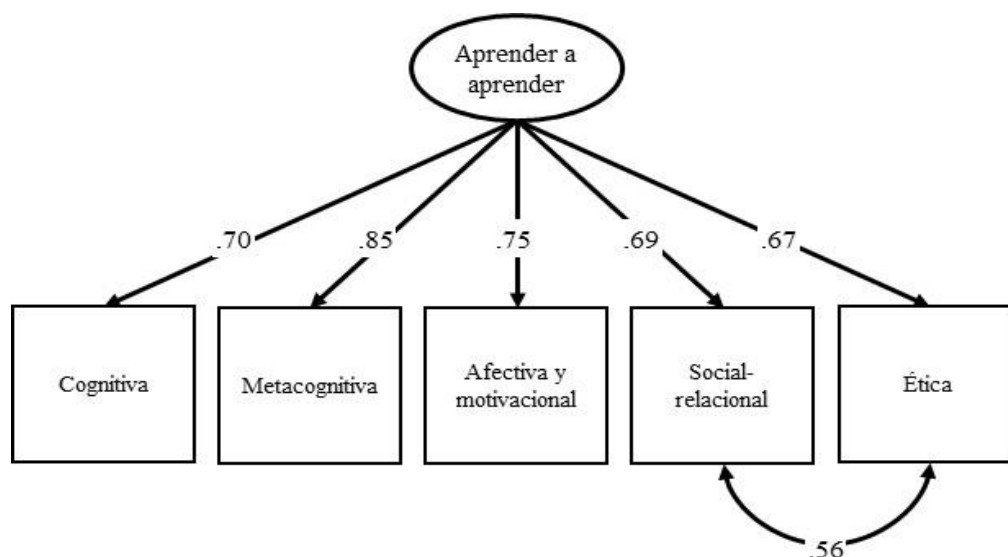 Aprender a
aprender
.70
.85
.75
.69
.67
Cognitiva
Metacognitiva
Afectiva y
motivacional
Social-
relacional
Ética
.56